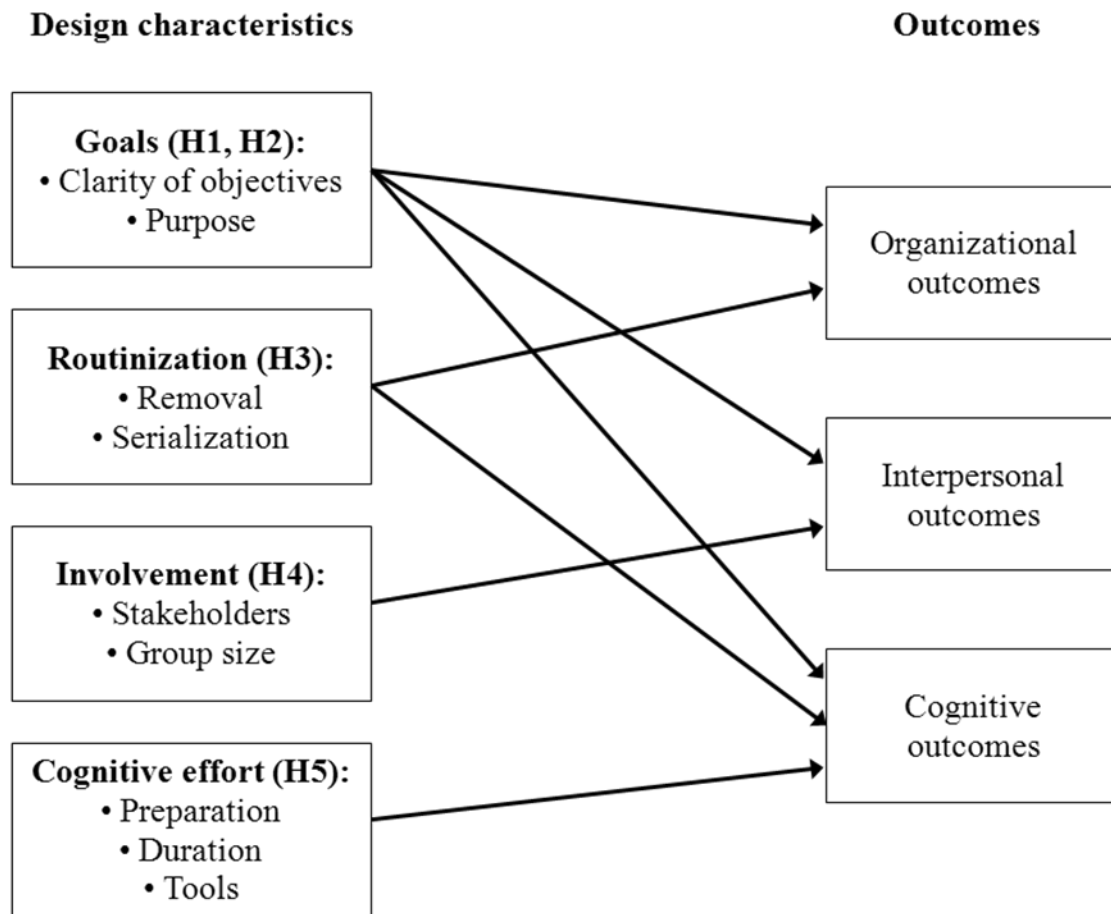 Design characteristics
Outcomes
Goals (H1, H2):
• Clarity of objectives
• Purpose
Routinization (H3):
• Removal
• Serialization
Involvement (H4):
• Stakeholders
• Group size
Cognitive effort (H5):
• Preparation
• Duration
• Tools
Organizational
outcomes
Interpersonal
outcomes
Cognitive
outcomes